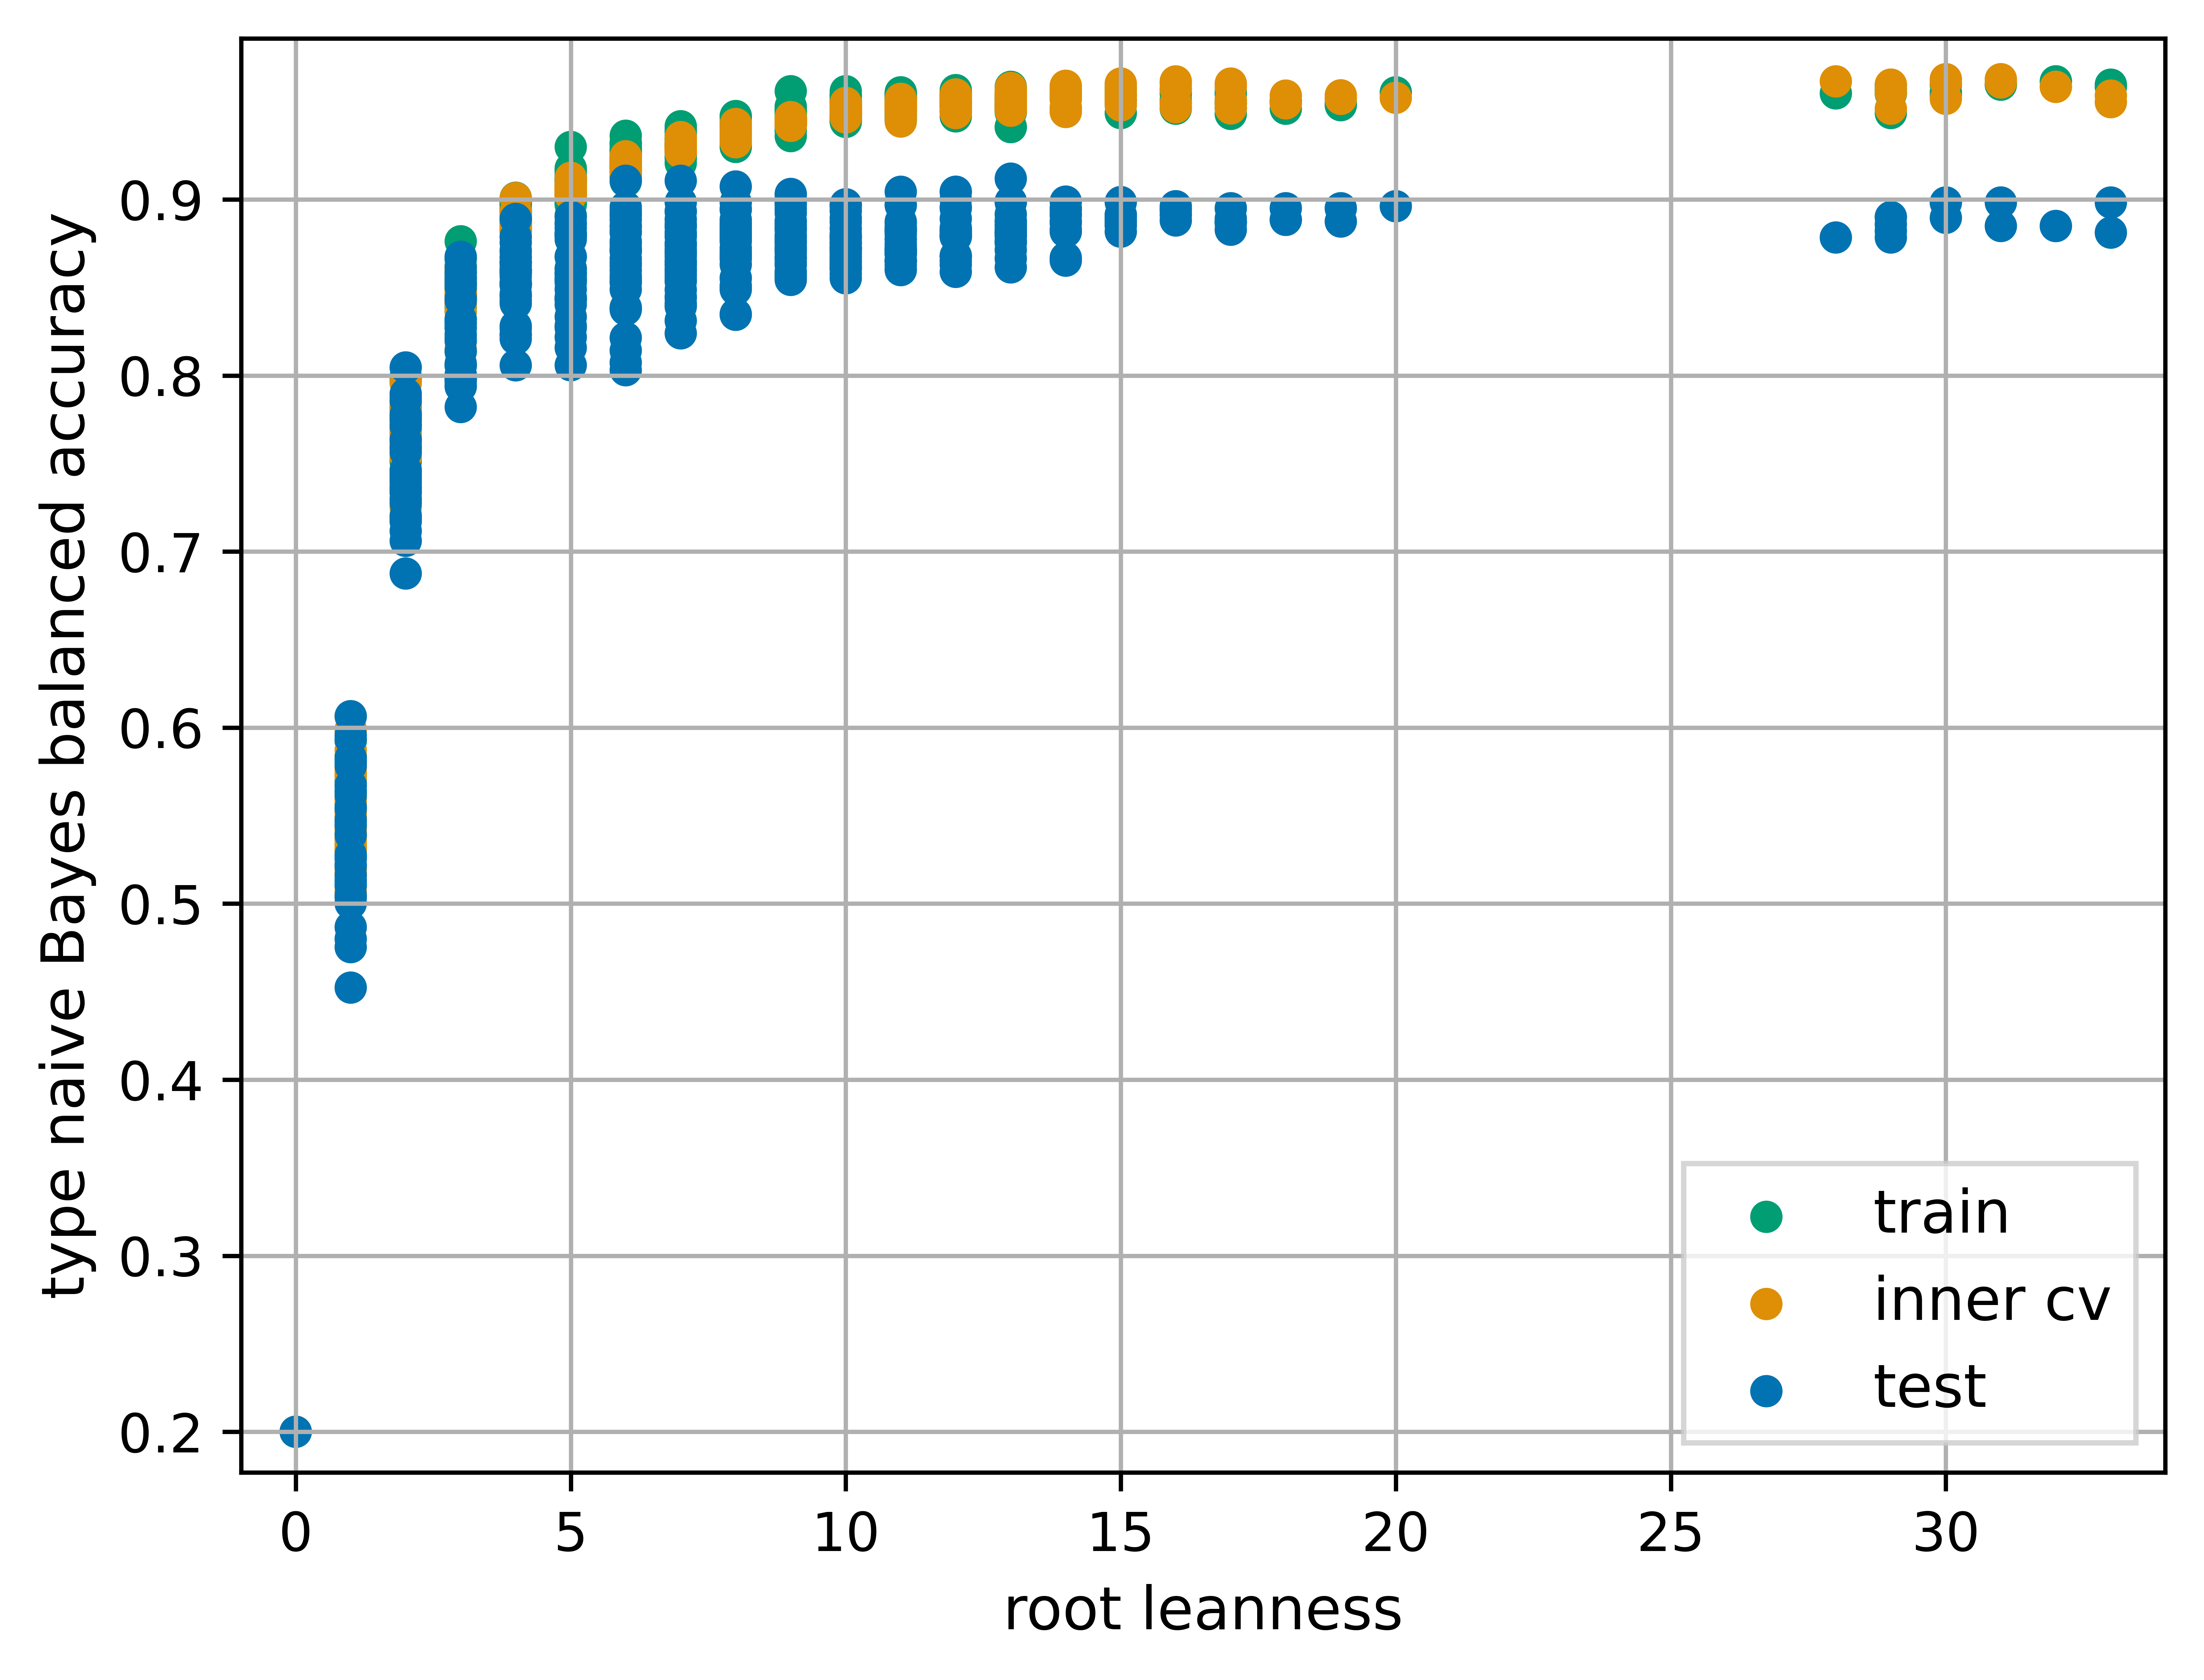 type naive Bayes balanced accuracy
0.9
0.8
0.7
0.6
0.5
0.4
0.3
0.2
train
inner cv
test
0 5 10 15 20 25 30
root leanness